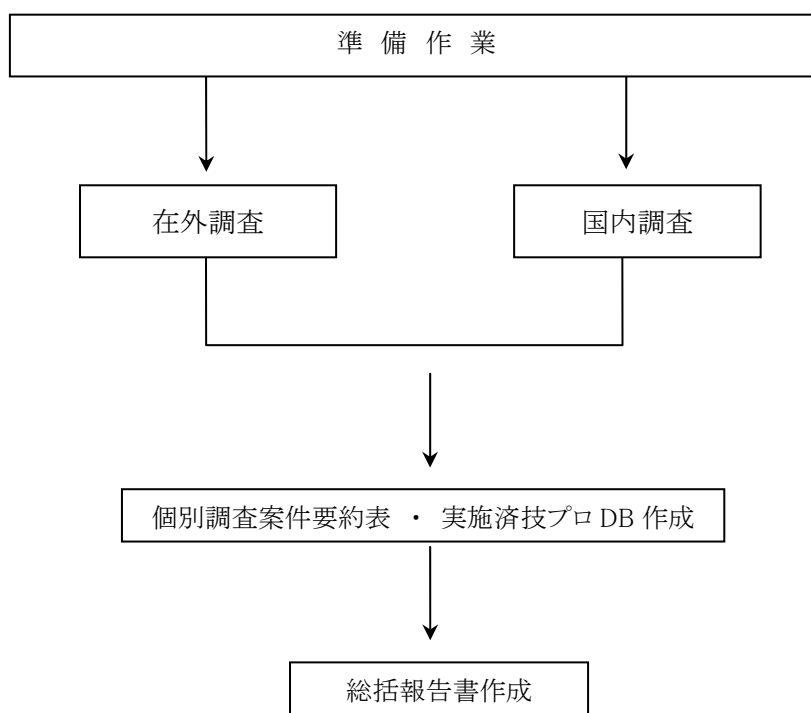 準 備 作 業
在外調査
国内調査
個別調査案件要約表 ・ 実施済技プロ DB 作成
総括報告書作成